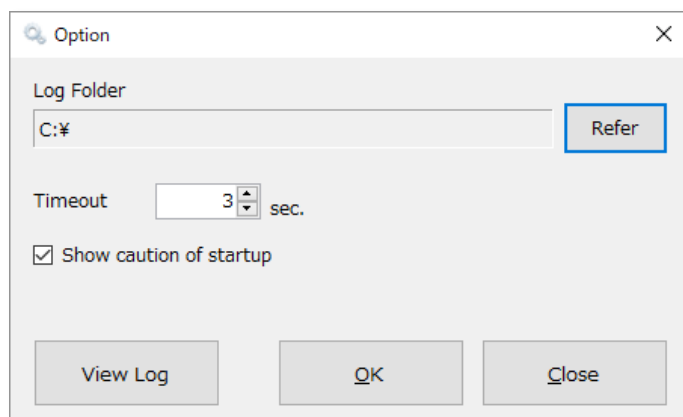 Option
Log Folder
C:¥
Refer
Timeout 3 sec.
Show caution of startup
View Log OK Close